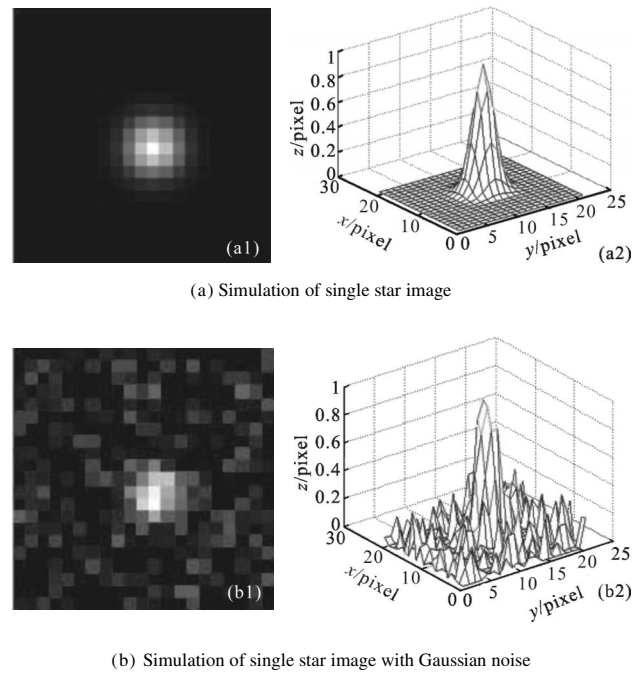 (a1)
1
0.8
0.6
0.4
0.2
0
z/pixel
30
20
10
0
x/pixel
0
5
10
15
20
25
y/pixel
(a2)
(a) Simulation of single star image
(b1)
1
0.8
0.6
0.4
0.2
0
z/pixel
30
20
10
0
x/pixel
0
5
10
15
20
25
y/pixel
(b2)
(b) Simulation of single star image with Gaussian noise